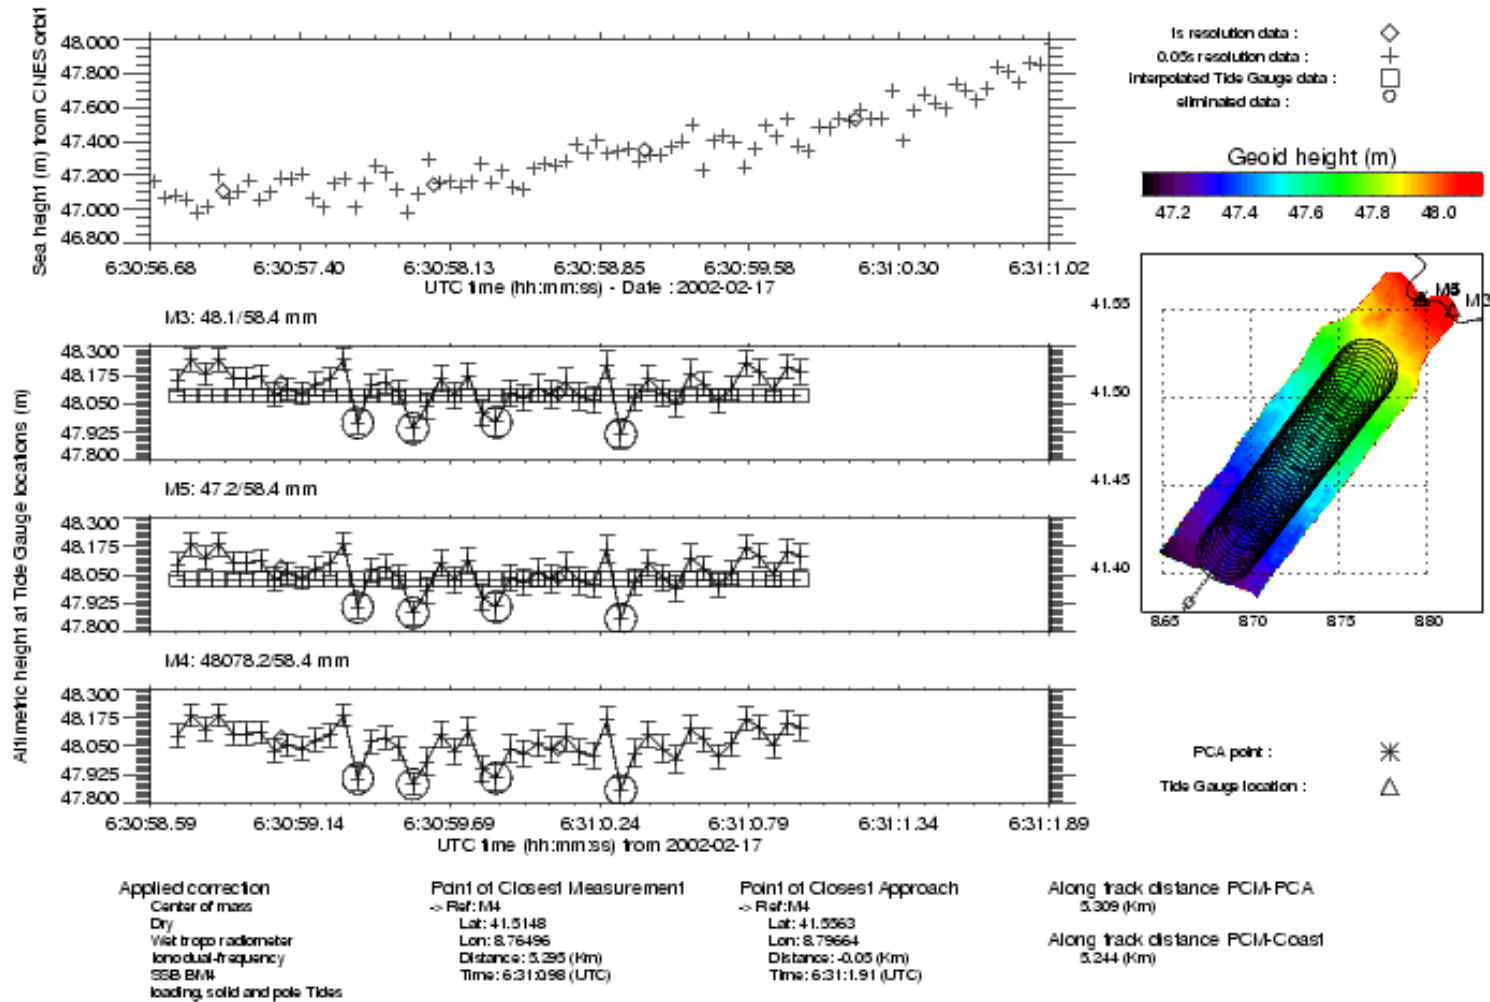 Sea height (m) from CNES orbit
48.000
47.800
47.600
47.400
47.200
47.000
46.800
6:30:56.68 6:30:57.40 6:30:58.13 6:30:58.85 6:30:59.58 6:31:0.30 6:31:1.02
UTC time (hh:mm:ss) - Date : 2002-02-17
1s resolution data :
0.05s resolution data :
interpolated Tide Gauge data :
eliminated data :
Geoid height (m)
47.2 47.4 47.6 47.8 48.0
Altimetric height at Tide Gauge locations (m)
M3: 48.1/58.4 mm
48.300
48.175
48.050
47.925
47.800
M5: 47.2/58.4 mm
48.300
48.175
48.050
47.925
47.800
M4: 48078.2/58.4 mm
48.300
48.175
48.050
47.925
47.800
6:30:58.59 6:30:59.14 6:30:59.69 6:31:0.24 6:31:0.79 6:31:1.34 6:31:1.89
UTC time (hh:mm:ss) from 2002-02-17
M3
41.55
41.50
41.45
41.40
8.65 8.70 8.75 8.80
PCA point :
Tide Gauge location :
Applied correction
Center of mass
Dry
Wet tropo radiometer
Iono dual-frequency
SSB BM4
loading, solid and pole Tides
Point of Closest Measurement
-> Ref: M4
Lat: 41.5148
Lon: 8.76496
Distance: 5.295 (Km)
Time: 6:31:0.98 (UTC)
Point of Closest Approach
-> Ref: M4
Lat: 41.5563
Lon: 8.79664
Distance: -0.05 (Km)
Time: 6:31:1.91 (UTC)
Along track distance PCM-PCA
5.309 (Km)
Along track distance PCM-Coast
5.244 (Km)